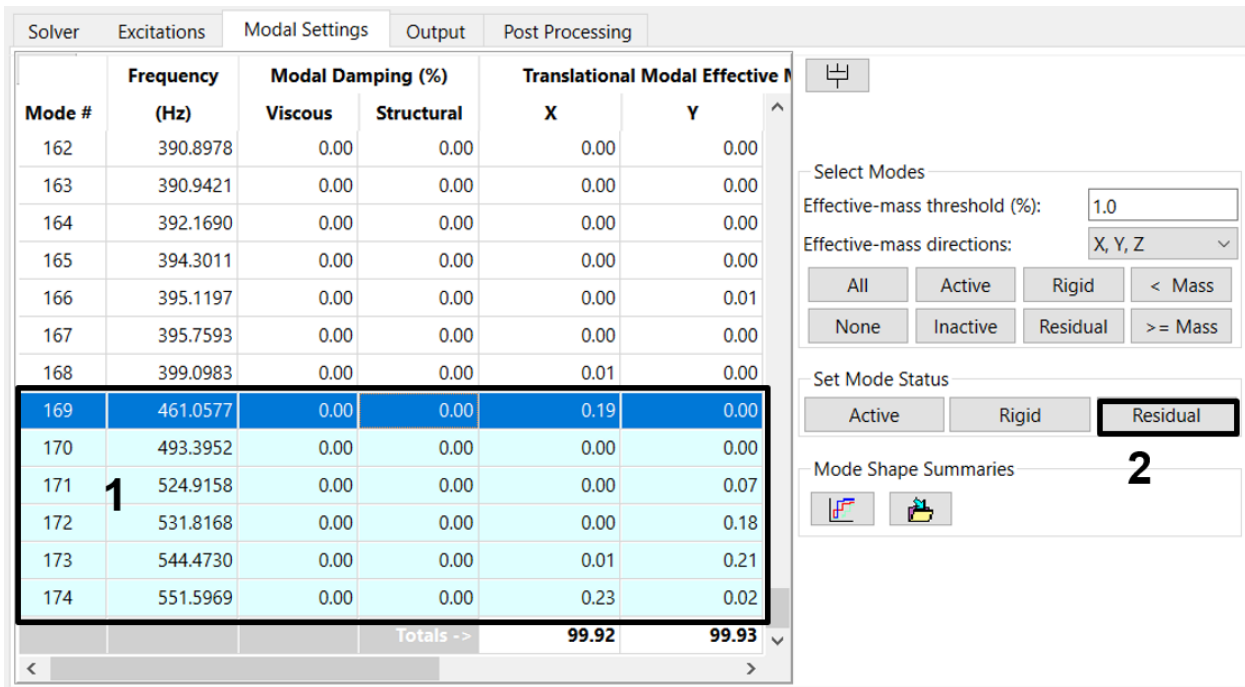 Solver Excitations Modal Settings Output Post Processing
Frequency Modal Damping (%) Translational Modal Effective M
Mode # (Hz) Viscous Structural X Y
162 390.8978 0.00 0.00 0.00 0.00
163 390.9421 0.00 0.00 0.00 0.00
164 392.1690 0.00 0.00 0.00 0.00
165 394.3011 0.00 0.00 0.00 0.00
166 395.1197 0.00 0.00 0.00 0.01
167 395.7593 0.00 0.00 0.00 0.00
168 399.0983 0.00 0.00 0.01 0.00
169 461.0577 0.00 0.00 0.19 0.00
170 493.3952 0.00 0.00 0.00 0.00
171 524.9158 0.00 0.00 0.00 0.07
1
172 531.8168 0.00 0.00 0.00 0.18
173 544.4730 0.00 0.00 0.01 0.21
174 551.5969 0.00 0.00 0.23 0.02
Totals -> 99.92 99.93
Select Modes
Effective-mass threshold (%): 1.0
Effective-mass directions: X, Y, Z
All Active Rigid < Mass
None Inactive Residual >= Mass
Set Mode Status
Active Rigid Residual
2
Mode Shape Summaries